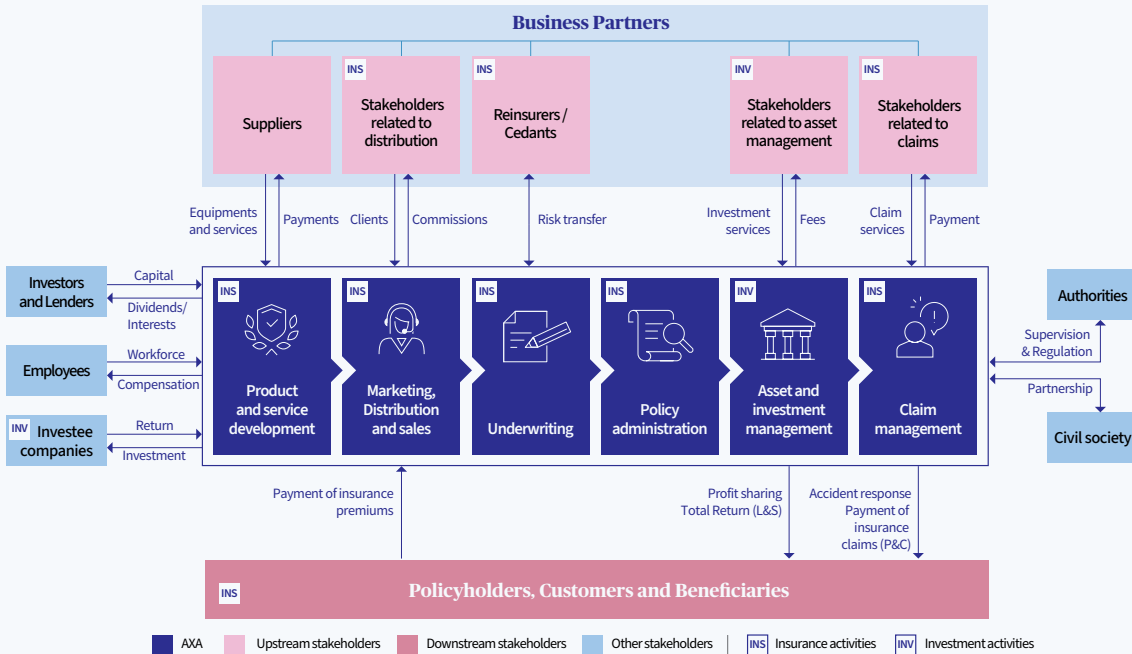 Business Partners
Suppliers
INS
Stakeholders
related to
distribution
INS
Reinsurers /
Cedants
INV
Stakeholders
related to asset
management
INS
Stakeholders
related to
claims
Equipments
and services
Payments
Clients
Commissions
Risk transfer
Investment
services
Fees
Claim
services
Payment
Investors
and Lenders
Capital
Dividends/
Interests
Employees
Workforce
Compensation
INV
Investee
companies
Return
Investment
INS
Product
and service
development
INS
Marketing,
Distribution
and sales
INS
Underwriting
INS
Policy
administration
INV
Asset and
investment
management
INS
Claim
management
Authorities
Supervision
& Regulation
Partnership
Civil society
Payment of insurance
premiums
Profit sharing
Total Return (L&S)
Accident response
Payment of
insurance
claims (P&C)
INS
Policyholders, Customers and Beneficiaries
AXA
Upstream stakeholders
Downstream stakeholders
Other stakeholders
INS Insurance activities
INV Investment activities